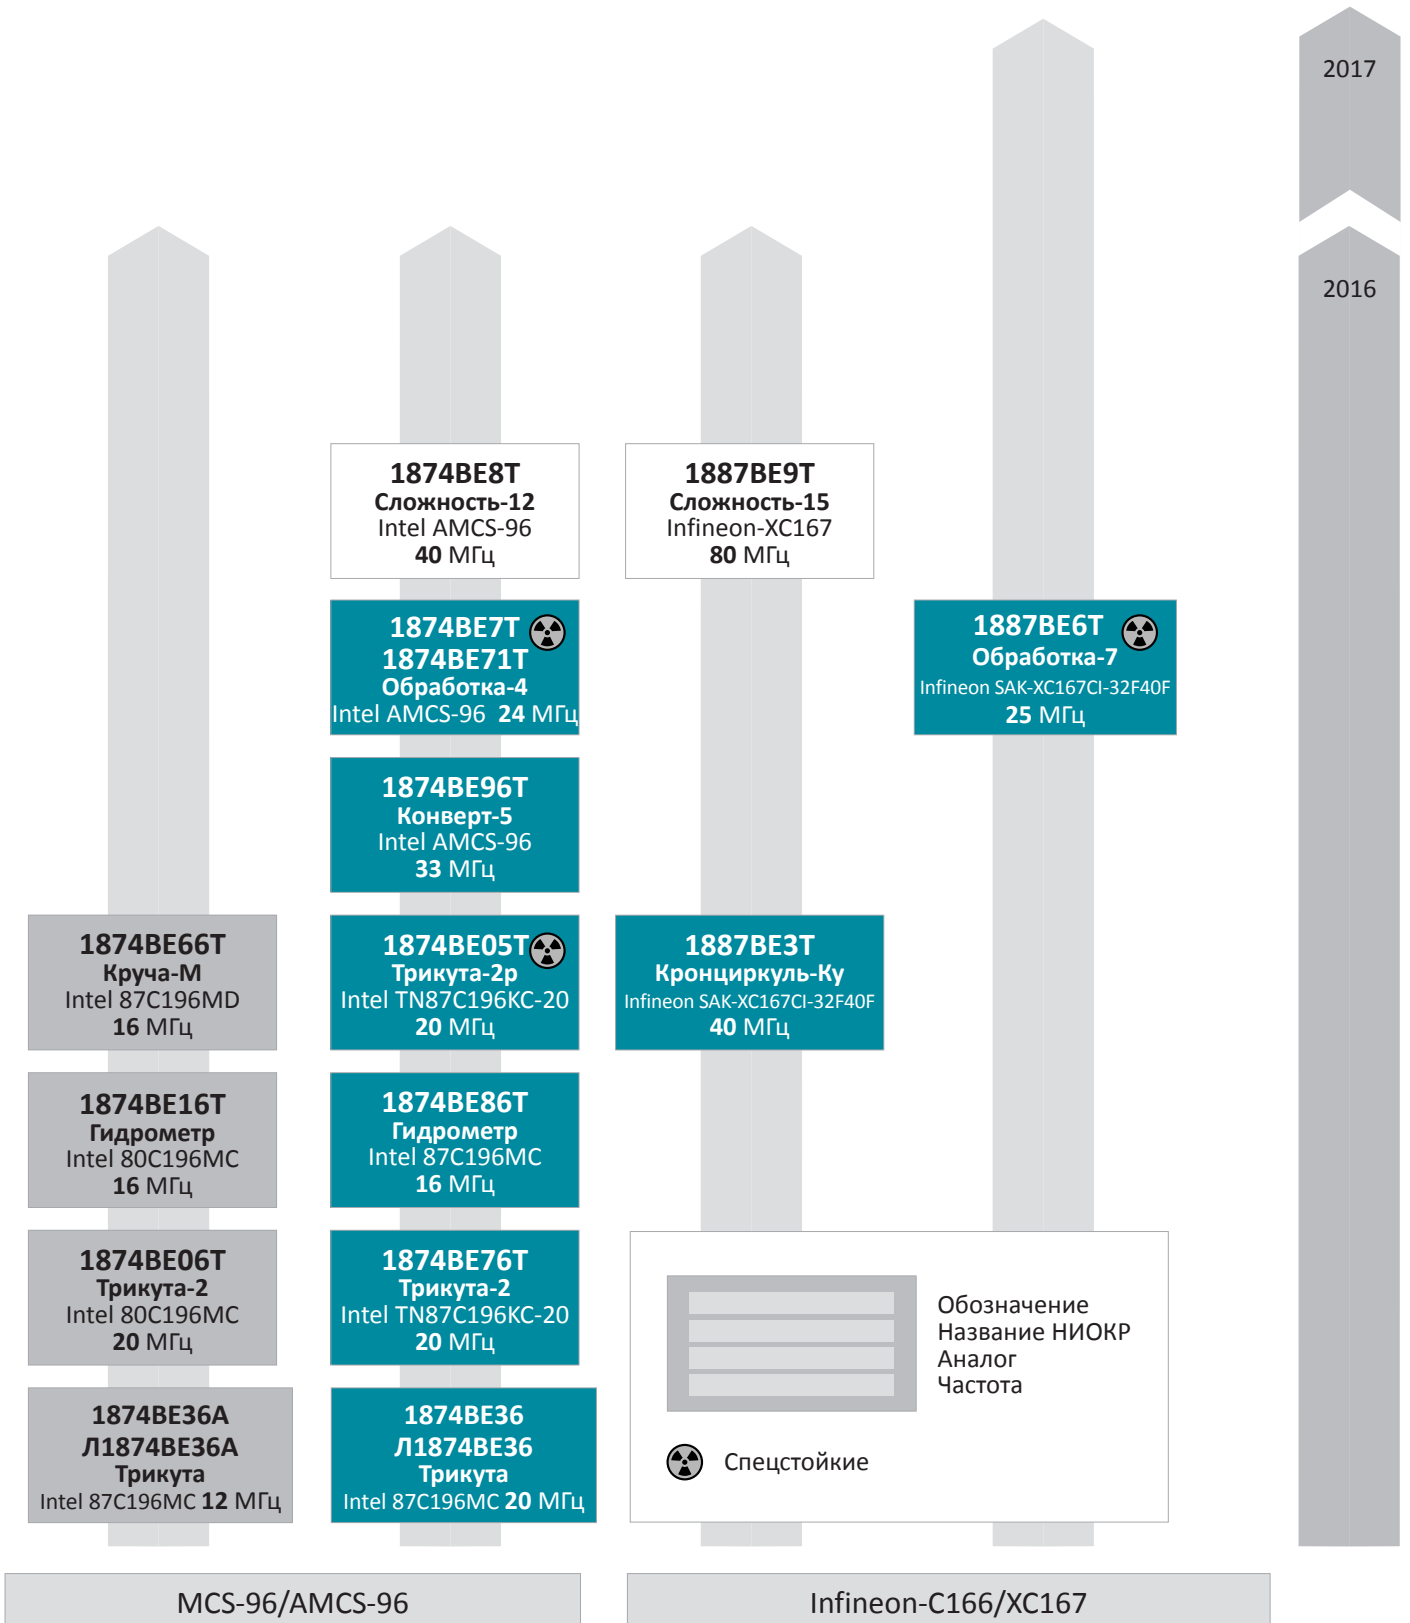 2017
2016
1874ВЕ8Т
Сложность-12
Intel AMCS-96
40 МГц
1887ВЕ9Т
Сложность-15
Infineon-XC167
80 МГц
1874ВЕ7Т
1874ВЕ71Т
Обработка-4
Intel AMCS-96 24 МГц
1887ВЕ6Т
Обработка-7
Infineon SAK-XC167CI-32F40F
25 МГц
1874ВЕ96Т
Конверт-5
Intel AMCS-96
33 МГц
1874ВЕ66Т
Круча-М
Intel 87C196MD
16 МГц
1874ВЕ05Т
Трикута-2р
Intel TN87C196KC-20
20 МГц
1887ВЕ3Т
Кронциркуль-Ку
Infineon SAK-XC167CI-32F40F
40 МГц
1874ВЕ16Т
Гидрометр
Intel 80C196MC
16 МГц
1874ВЕ86Т
Гидрометр
Intel 87C196MC
16 МГц
1874ВЕ06Т
Трикута-2
Intel 80C196MC
20 МГц
1874ВЕ76Т
Трикута-2
Intel TN87C196KC-20
20 МГц
Обозначение
Название НИОКР
Аналог
Частота
Спецстойкие
1874ВЕ36А
Л1874ВЕ36А
Трикута
Intel 87C196MC 12 МГц
1874ВЕ36
Л1874ВЕ36
Трикута
Intel 87C196MC 20 МГц
MCS-96/AMCS-96
Infineon-C166/XC167